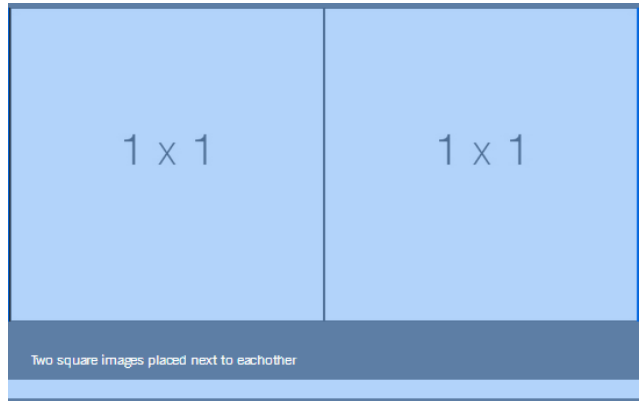 1 x 1 1 x 1
Two square images placed next to eachother